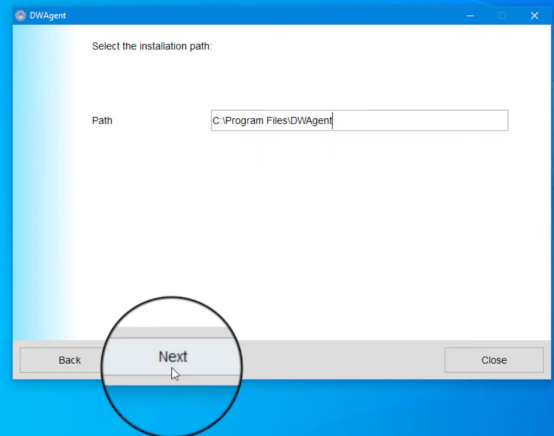 DWAgent
Select the installation path:
Path C:\Program Files\DWAgent
Back Next Close